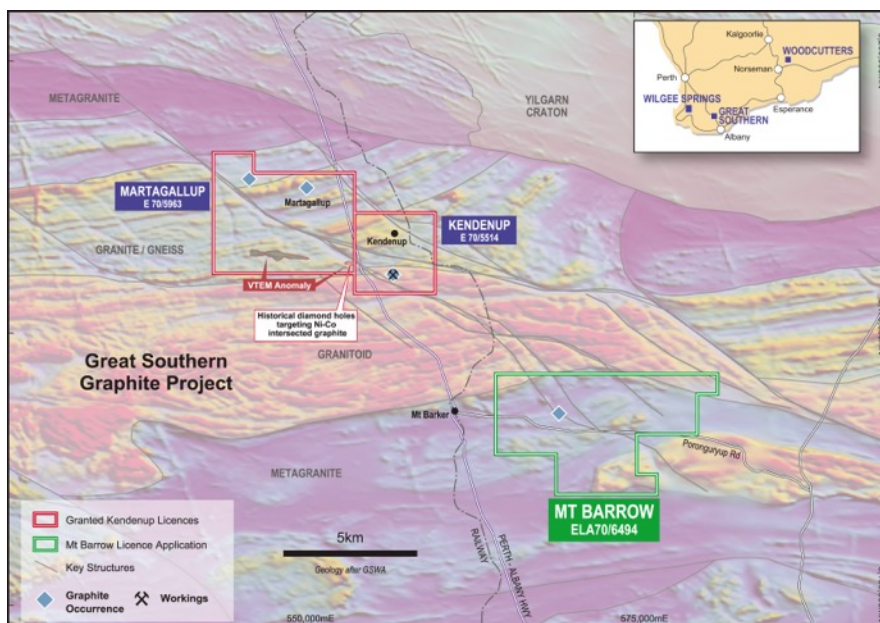 METAGRANITE
YILGARN
CRATON
Kalgoorlie
WOODCUTTERS
Norseman
Perth
WILGEE SPRINGS
GREAT
SOUTHERN
Esperance
Albany
MARTAGALLUP
E 70/5963
Martagallup
KENDENUP
E 70/5514
Kendenup
GRANITE / GNEISS
VTEM Anomaly
Historical diamond holes
targeting Ni-Co
intersected graphite
GRANITOID
Great Southern
Graphite Project
Mt Barker
Porongurup Rd
METAGRANITE
MT BARROW
ELA70/6494
Granted Kendenup Licences
Mt Barrow Licence Application
Key Structures
Graphite
Occurrence
Workings
5km
Geology after GSWA
RAILWAY
PERTH - ALBANY HWY
550,000mE
575,000mE